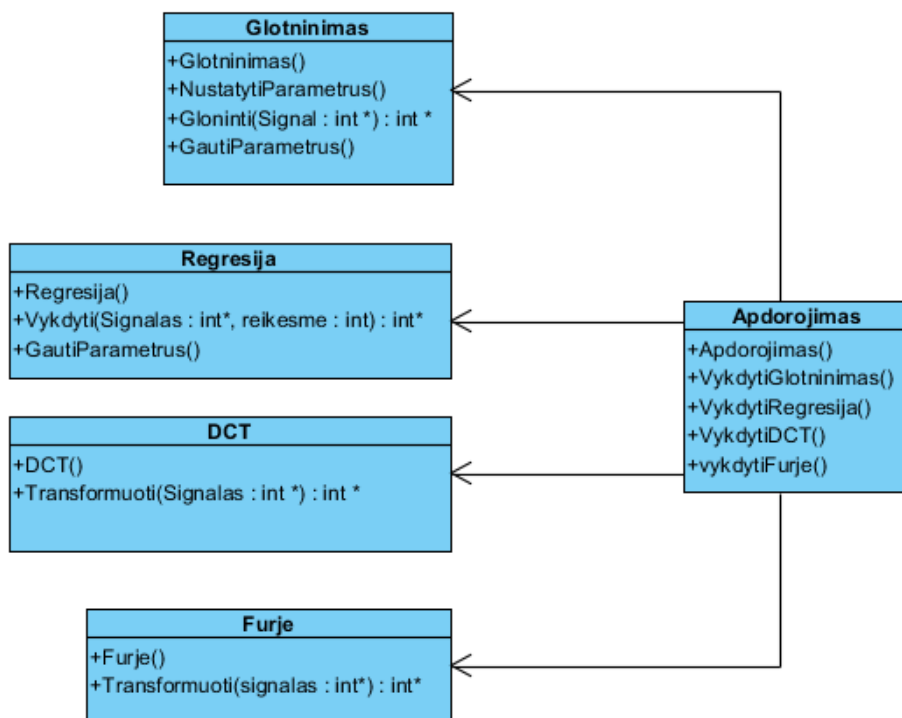 Glotninimas
+Glotninimas()
+NustatytiParametrus()
+Gloninti(Signal : int *) : int *
+GautiParametrus()
Regresija
+Regresija()
+Vykdyti(Signalas : int*, reikesme : int) : int*
+GautiParametrus()
DCT
+DCT()
+Transformuoti(Signalas : int *) : int *
Furje
+Furje()
+Transformuoti(signalas : int*) : int*
Apdorojimas
+Apdorojimas()
+VykdytiGlotninimas()
+VykdytiRegresija()
+VykdytiDCT()
+vykdytiFurje()